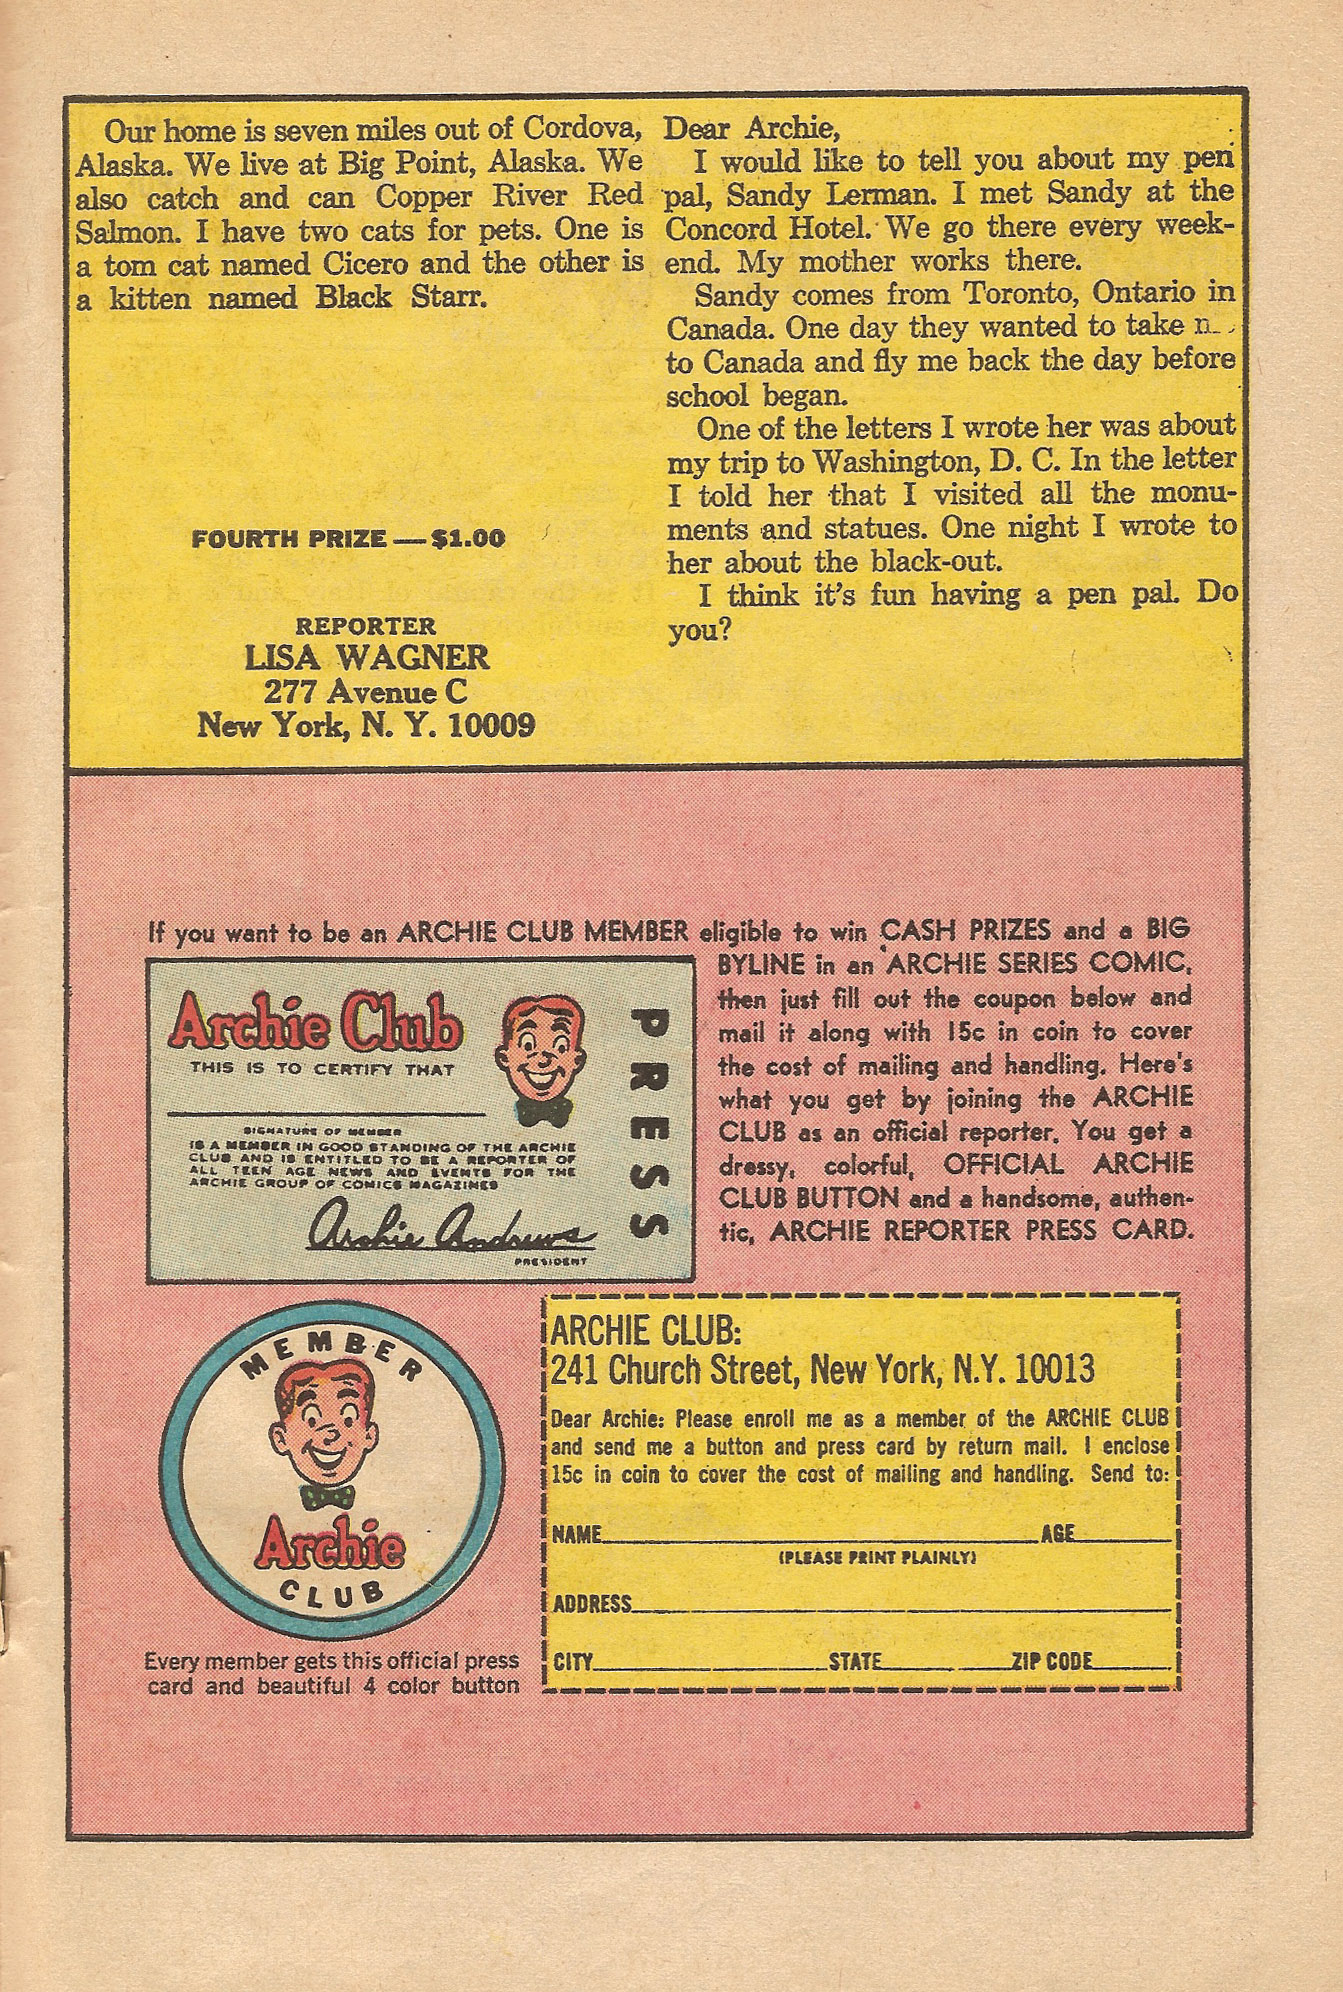 Our home is seven miles out of Cordova,
Alaska. We live at Big Point, Alaska. We
also catch and can Copper River Red
Salmon. I have two cats for pets. One is
a tom cat named Cicero and the other is
a kitten named Black Starr.
FOURTH PRIZE — $1.00
REPORTER
LISA WAGNER
277 Avenue C
New York, N. Y. 10009
Dear Archie,
I would like to tell you about my pen
pal, Sandy Lerman. I met Sandy at the
Concord Hotel. We go there every week-
end. My mother works there.
Sandy comes from Toronto, Ontario in
Canada. One day they wanted to take
to Canada and fly me back the day before
school began.
One of the letters I wrote her was about
my trip to Washington, D. C. In the letter
I told her that I visited all the monu-
ments and statues. One night I wrote to
her about the black-out.
I think it's fun having a pen pal. Do
you?
If you want to be an ARCHIE CLUB MEMBER eligible to win CASH PRIZES and a BIG
BYLINE in an ARCHIE SERIES COMIC,
then just fill out the coupon below and
mail it along with 15c in coin to cover
the cost of mailing and handling. Here's
what you get by joining the ARCHIE
CLUB as an official reporter. You get a
dressy, colorful, OFFICIAL ARCHIE
CLUB BUTTON and a handsome, authen-
tic, ARCHIE REPORTER PRESS CARD.
Archie Club
THIS IS TO CERTIFY THAT
SIGNATURE OF MEMBER
IS A MEMBER IN GOOD STANDING OF THE ARCHIE
CLUB AND IS ENTITLED TO BE A REPORTER OF
ALL TEEN AGE NEWS AND EVENTS FOR THE
ARCHIE GROUP OF COMICS MAGAZINES
Archie Andrews
PRESIDENT
PRESS
MEMBER
Archie
CLUB
Every member gets this official press
card and beautiful 4 color button
ARCHIE CLUB:
241 Church Street, New York, N.Y. 10013
Dear Archie: Please enroll me as a member of the ARCHIE CLUB
and send me a button and press card by return mail. I enclose
15c in coin to cover the cost of mailing and handling. Send to:
NAME AGE
(PLEASE PRINT PLAINLY)
ADDRESS
CITY STATE ZIP CODE